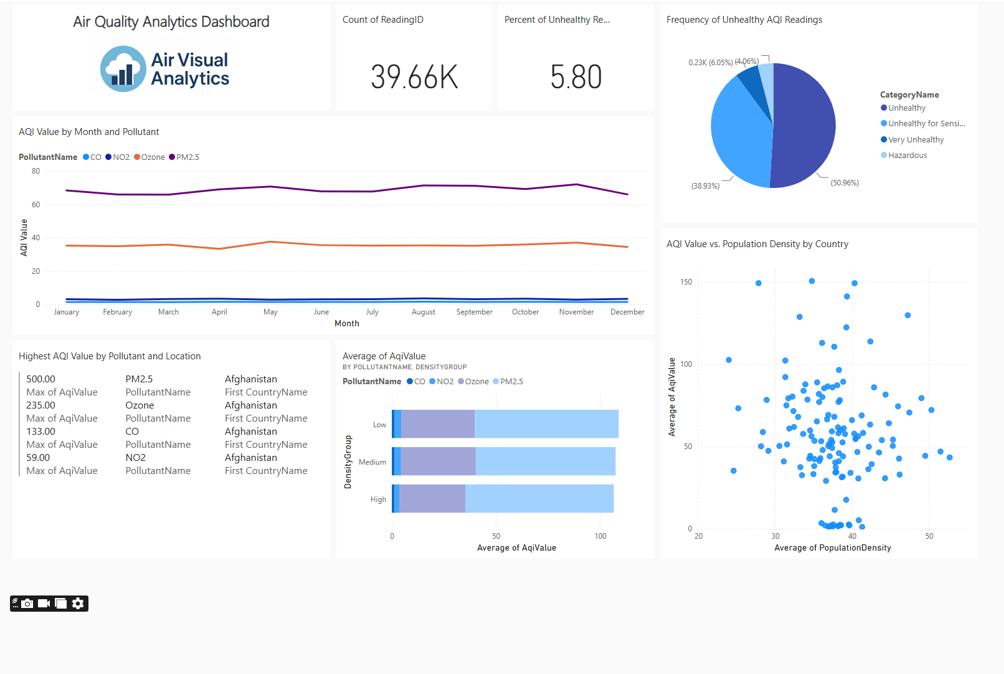 Air Quality Analytics Dashboard
Air Visual
Analytics
Count of ReadingID
39.66K
Percent of Unhealthy Re...
5.80
Frequency of Unhealthy AQI Readings
0.23K (6.05%)
(4.06%)
(38.93%)
(50.96%)
CategoryName
Unhealthy
Unhealthy for Sensi...
Very Unhealthy
Hazardous
AQI Value by Month and Pollutant
PollutantName CO NO2 Ozone PM2.5
AQI Value
80
60
40
20
0
January February March April May June July August September October November December
Month
Highest AQI Value by Pollutant and Location
500.00 PM2.5 Afghanistan
Max of AqiValue PollutantName First CountryName
235.00 Ozone Afghanistan
Max of AqiValue PollutantName First CountryName
133.00 CO Afghanistan
Max of AqiValue PollutantName First CountryName
59.00 NO2 Afghanistan
Max of AqiValue PollutantName First CountryName
Average of AqiValue
BY POLLUTANTNAME, DENSITYGROUP
PollutantName CO NO2 Ozone PM2.5
DensityGroup
Low
Medium
High
0 50 100
Average of AqiValue
AQI Value vs. Population Density by Country
Average of AqiValue
150
100
50
0
20 30 40 50
Average of PopulationDensity